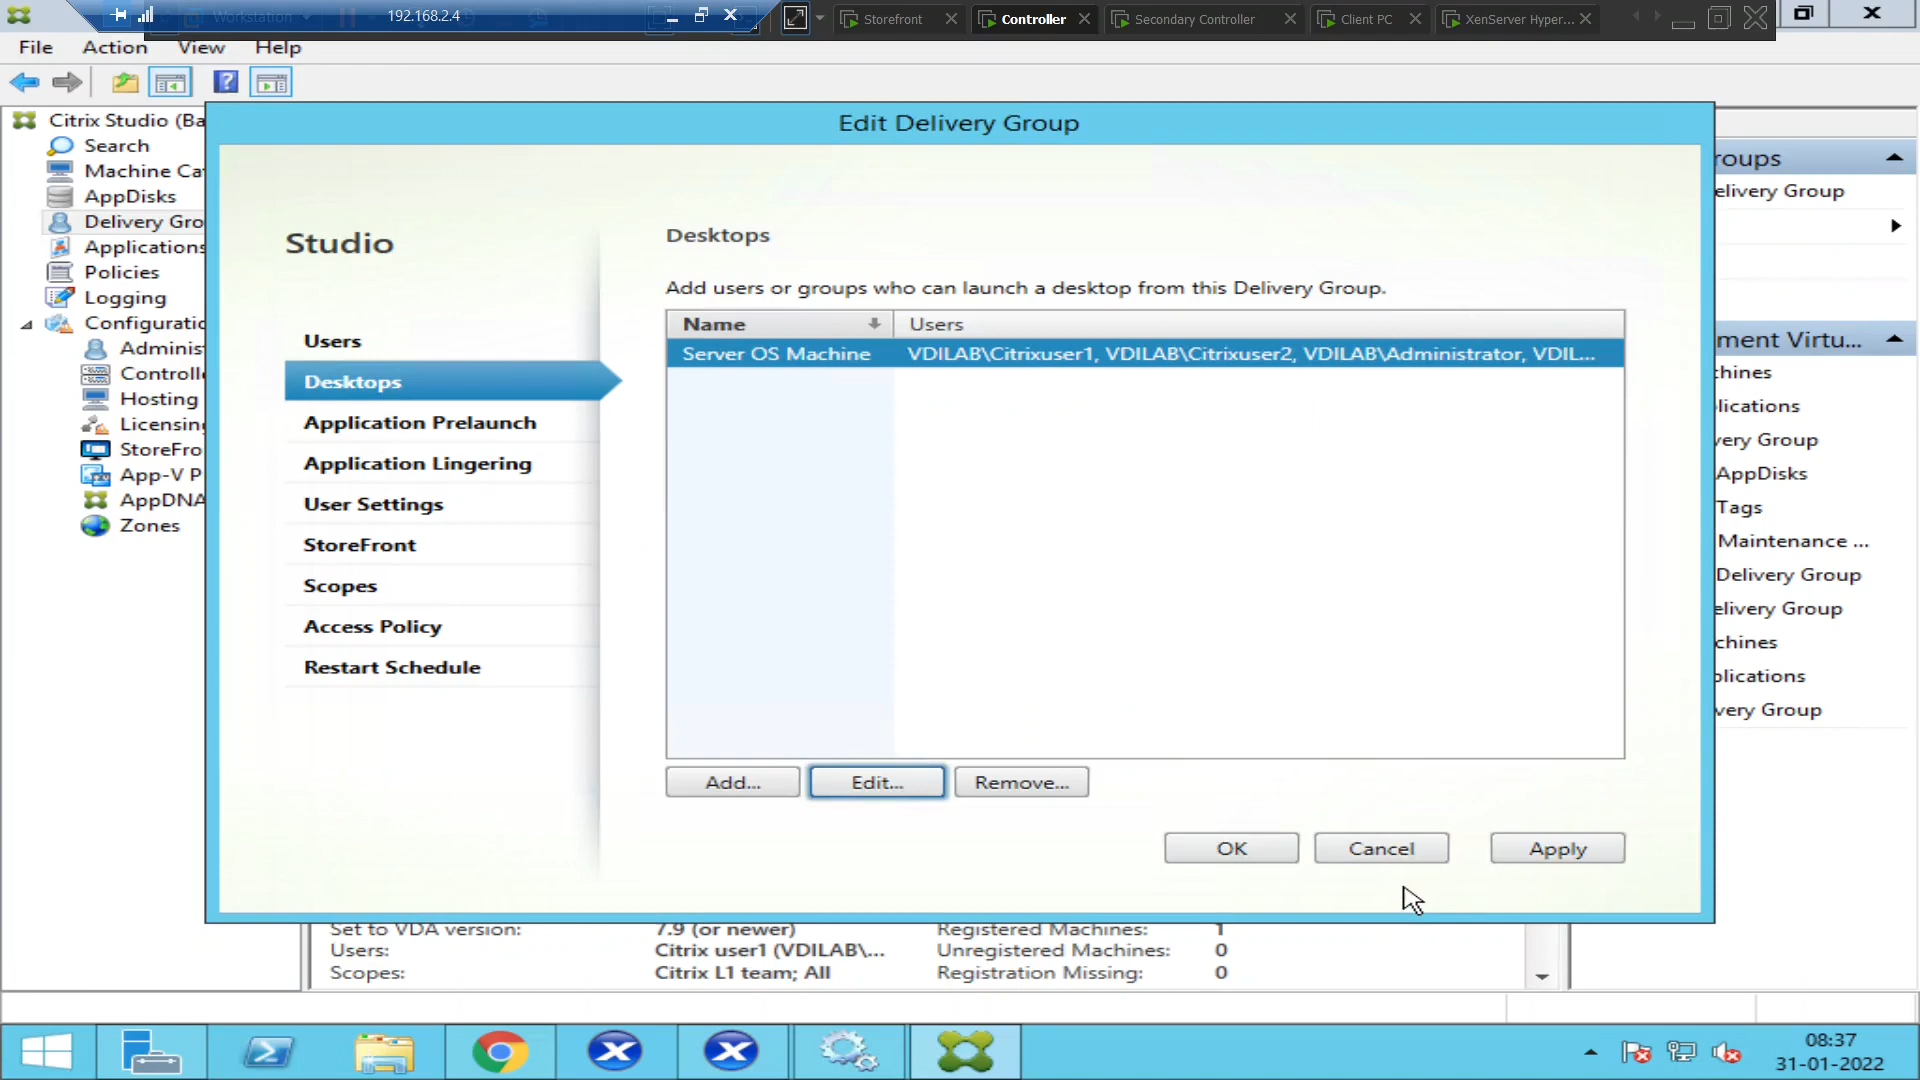 Workstation
192.168.2.4
Storefront
Controller
Secondary Controller
Client PC
XenServer Hyper...
File
Action
View
Help
Citrix Studio (Ba
Search
Machine Cat
AppDisks
Delivery Gro
Applications
Policies
Logging
Configuratio
Adminis
Controlle
Hosting
Licensing
StoreFro
App-V P
AppDNA
Zones
Edit Delivery Group
Studio
Users
Desktops
Application Prelaunch
Application Lingering
User Settings
StoreFront
Scopes
Access Policy
Restart Schedule
Desktops
Add users or groups who can launch a desktop from this Delivery Group.
Name
Users
Server OS Machine
VDILAB\Citrixuser1, VDILAB\Citrixuser2, VDILAB\Administrator, VDIL...
Add...
Edit...
Remove...
OK
Cancel
Apply
roups
elivery Group
ment Virtu...
chines
lications
very Group
AppDisks
Tags
Maintenance ...
Delivery Group
elivery Group
chines
plications
very Group
Set to VDA version:
7.9 (or newer)
Registered Machines:
1
Users:
Citrix user1 (VDILAB\...
Unregistered Machines:
0
Scopes:
Citrix L1 team; All
Registration Missing:
0
08:37
31-01-2022